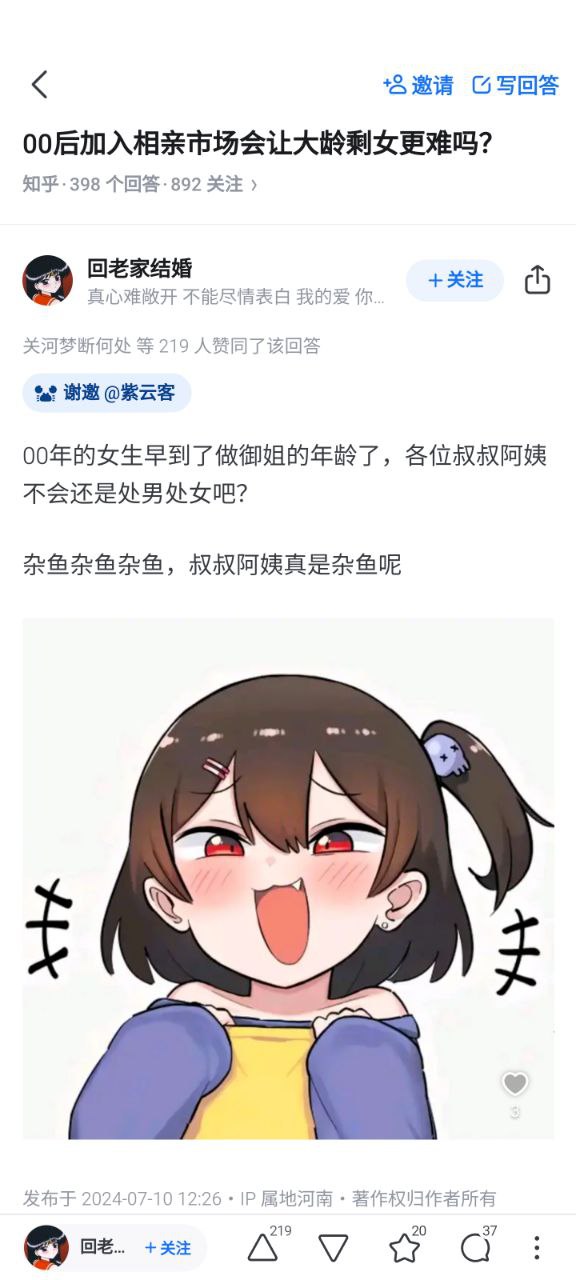 邀请 写回答
00后加入相亲市场会让大龄剩女更难吗？
知乎·398 个回答·892 关注 ›
回老家结婚
真心难敞开 不能尽情表白 我的爱 你...
+关注
关河梦断何处 等 219 人赞同了该回答
谢邀 @紫云客
00年的女生早到了做御姐的年龄了，各位叔叔阿姨
不会还是处男处女吧？
杂鱼杂鱼杂鱼，叔叔阿姨真是杂鱼呢
3
发布于 2024-07-10 12:26・IP 属地河南・著作权归作者所有
回老... +关注 219 20 37